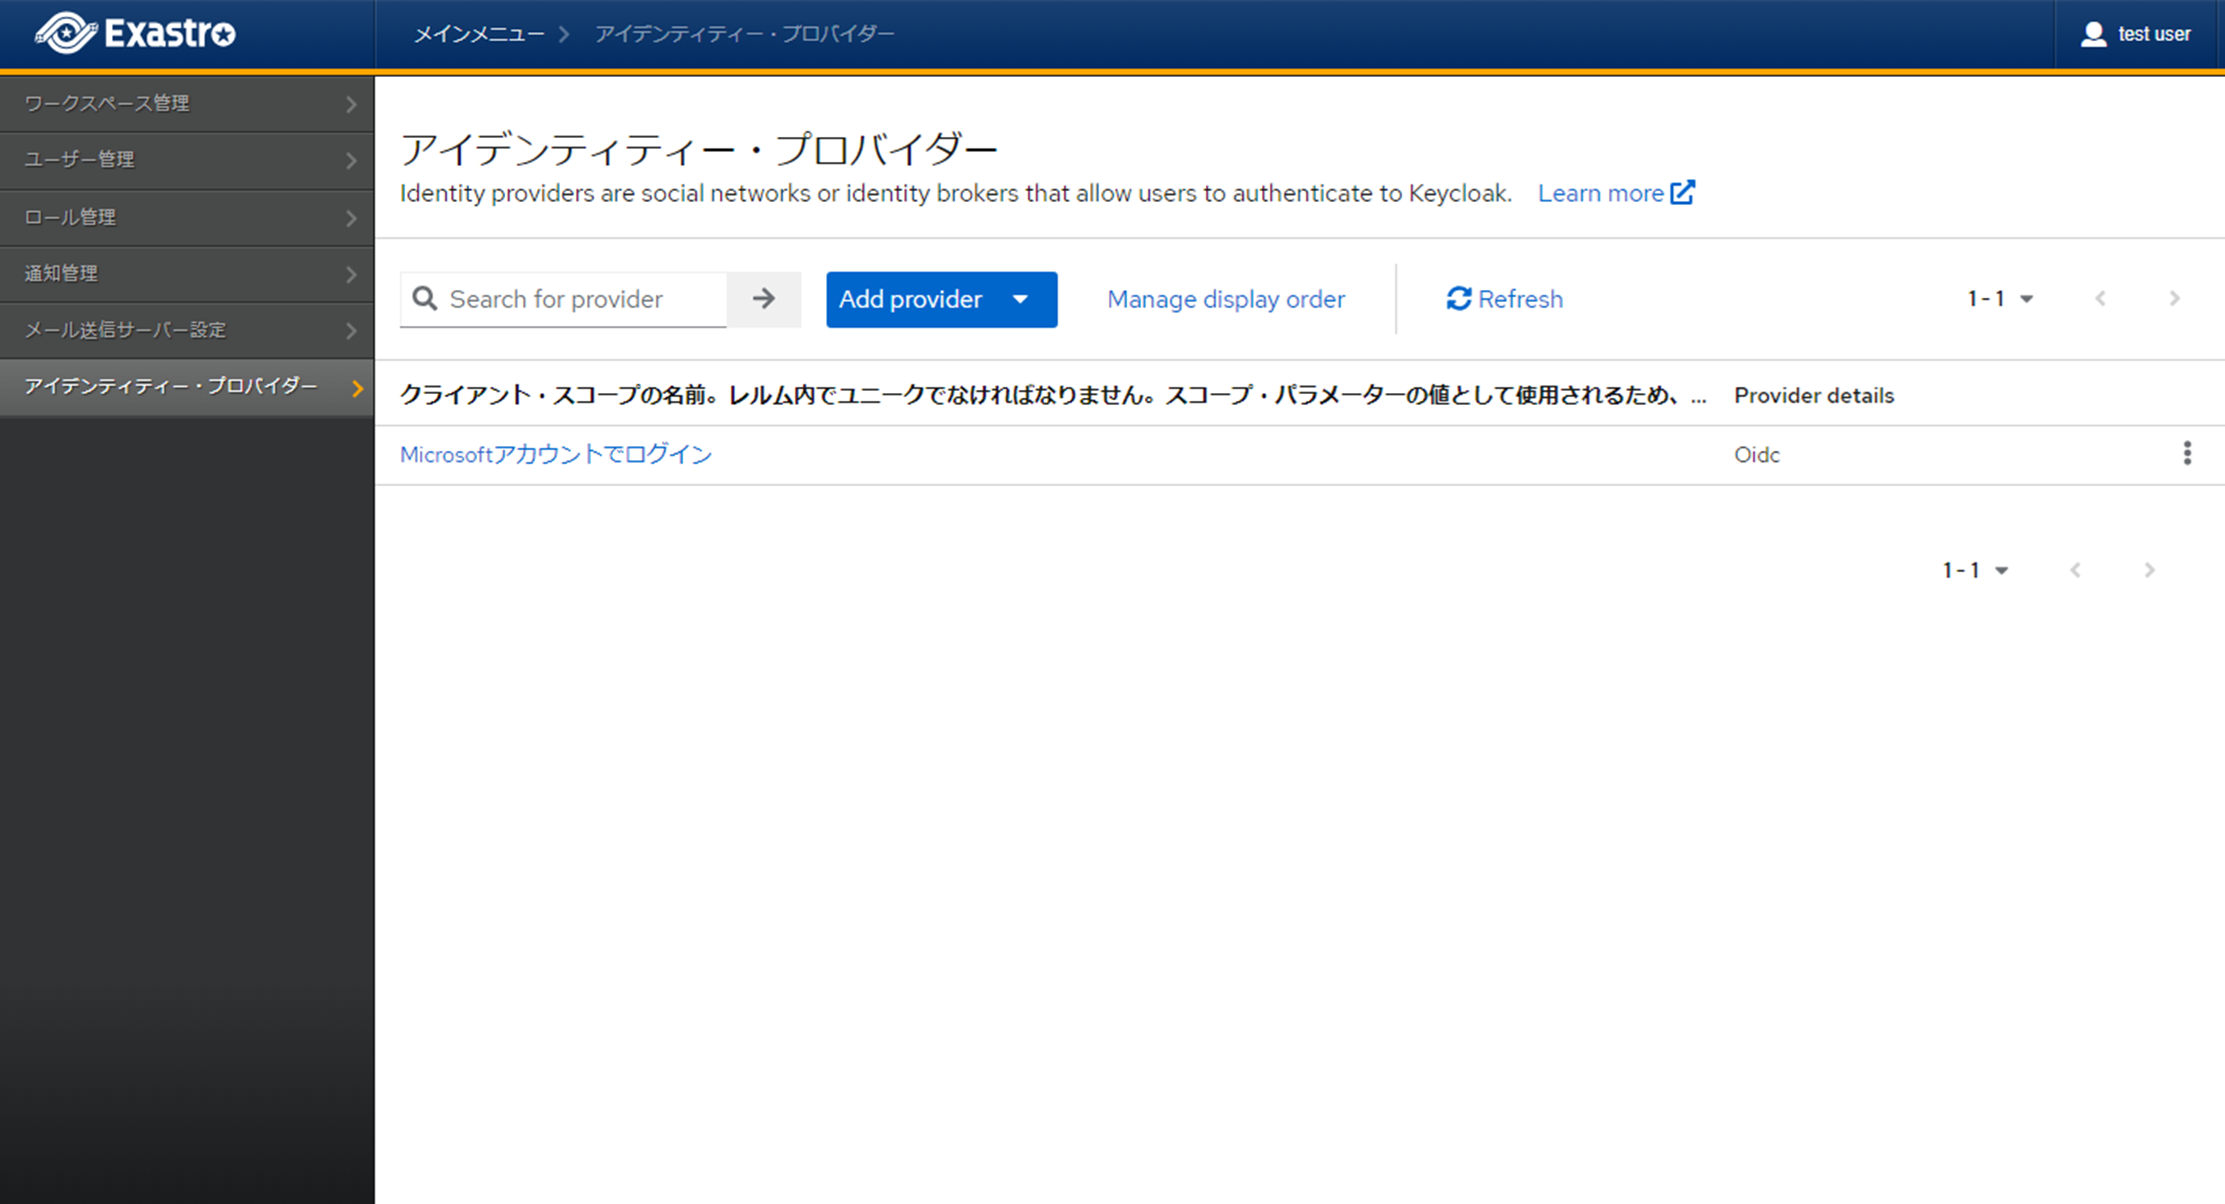 Exastro
メインメニュー
アイデンティティー・プロバイダー
test user
ワークスペース管理
ユーザー管理
ロール管理
通知管理
メール送信サーバー設定
アイデンティティー・プロバイダー
アイデンティティー・プロバイダー
Identity providers are social networks or identity brokers that allow users to authenticate to Keycloak. Learn more
Search for provider
Add provider
Manage display order
Refresh
1 - 1
クライアント・スコープの名前。レルム内でユニークでなければなりません。スコープ・パラメーターの値として使用されるため、... Provider details
Microsoftアカウントでログイン Oidc
1 - 1